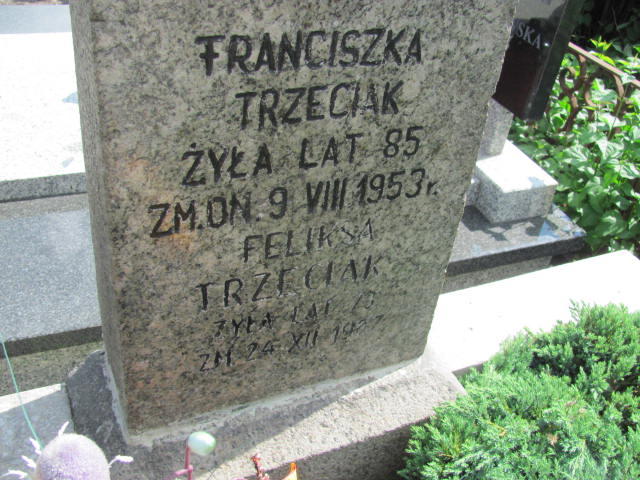 FRANCISZKA
TRZECIAK
ŻYŁA LAT 85
ZM. DN. 9 VIII 1953 r.
FELIKSA
TRZECIAK
ŻYŁA LAT
ZM. 24 XII
SKA